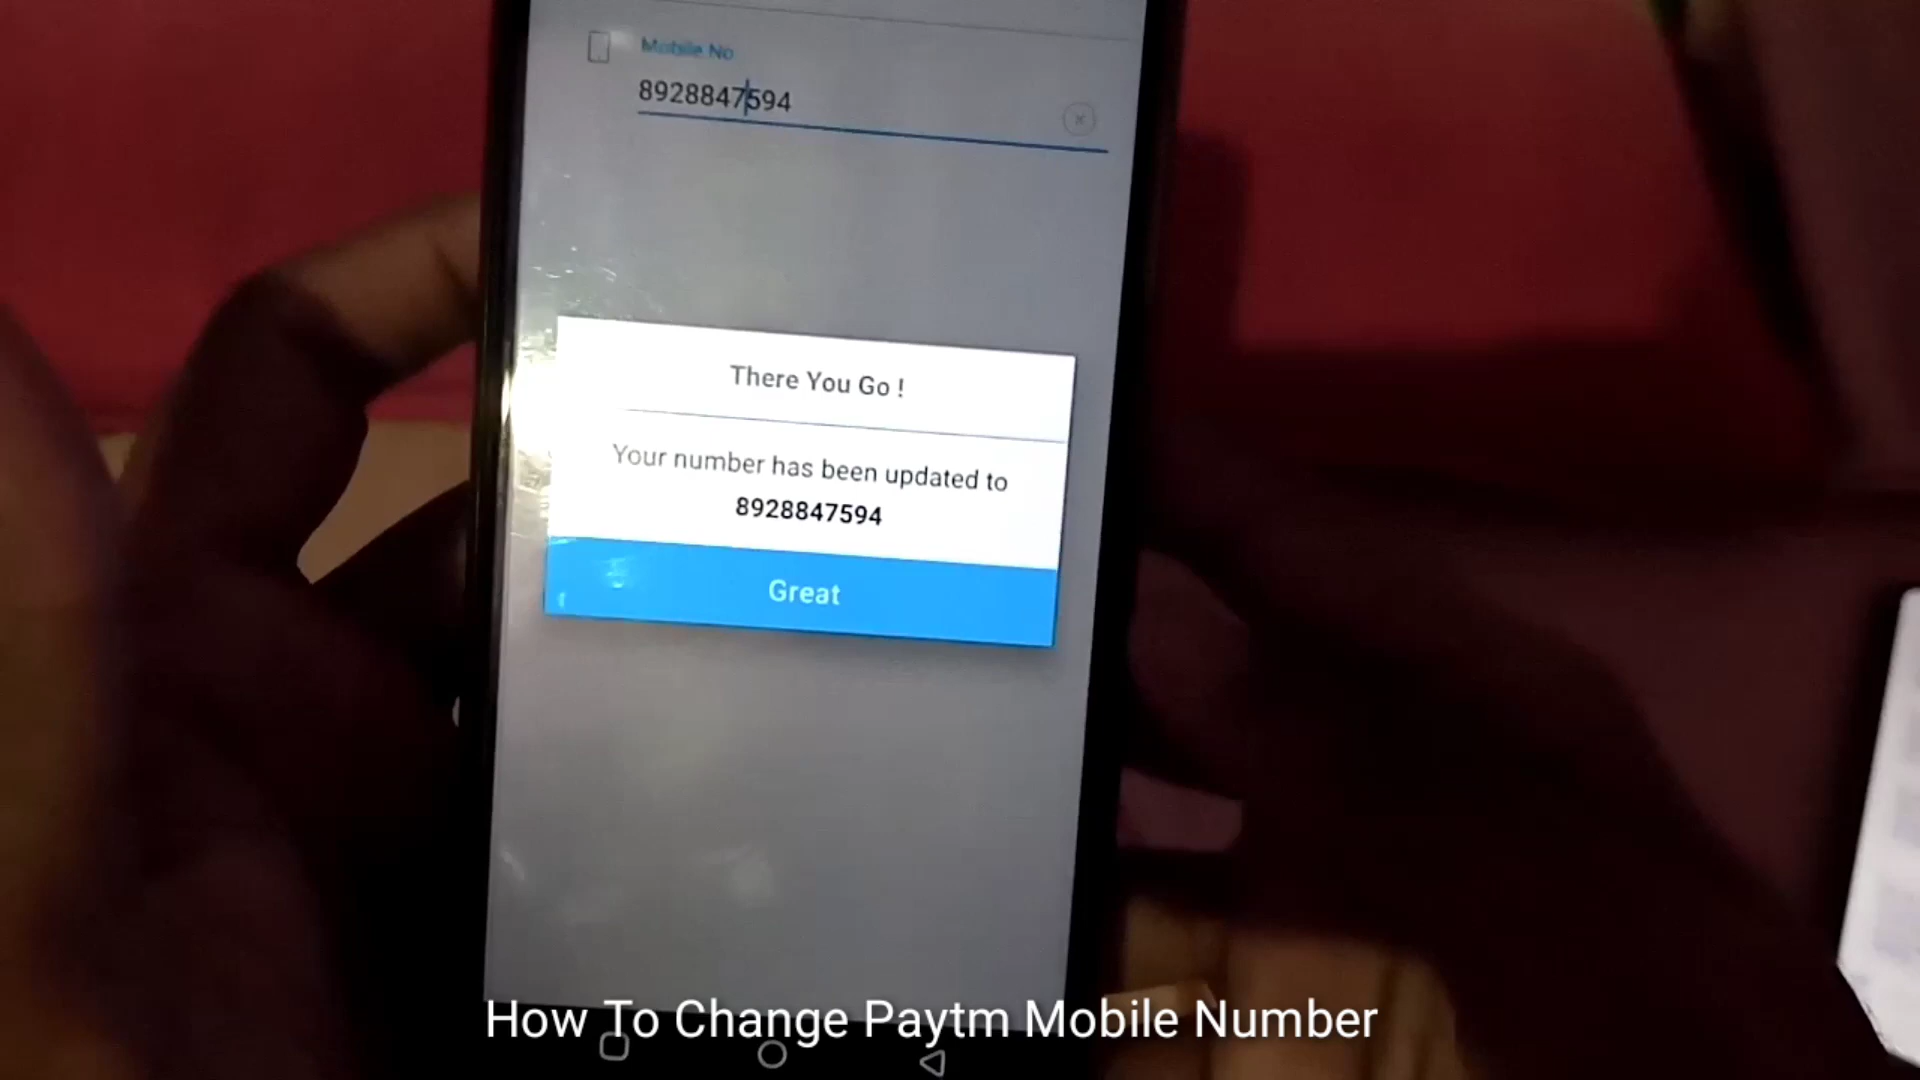 Mobile No
8928847594
There You Go !
Your number has been updated to
8928847594
Great
How To Change Paytm Mobile Number